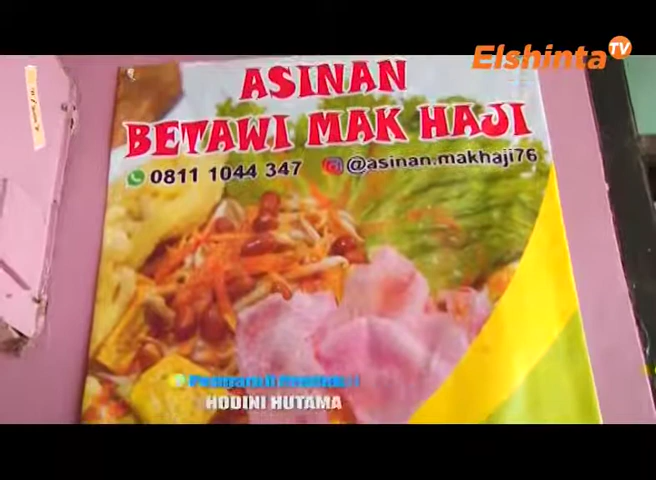 Elshinta TV
ASINAN
BETAWI MAK HAJI
0811 1044 347 @asinan.makhaji76
HODINI HUTAMA